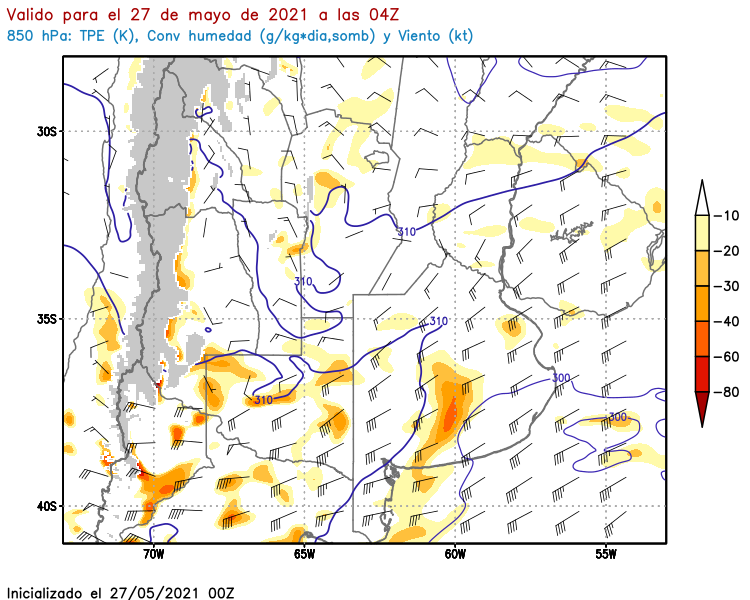 Valido para el 27 de mayo de 2021 a las 04Z
850 hPa: TPE (K), Conv humedad (g/kg*dia,somb) y Viento (kt)
30S
35S
40S
310
310
310
310
300
300
-10
-20
-30
-40
-60
-80
70W
65W
60W
55W
Inicializado el 27/05/2021 00Z